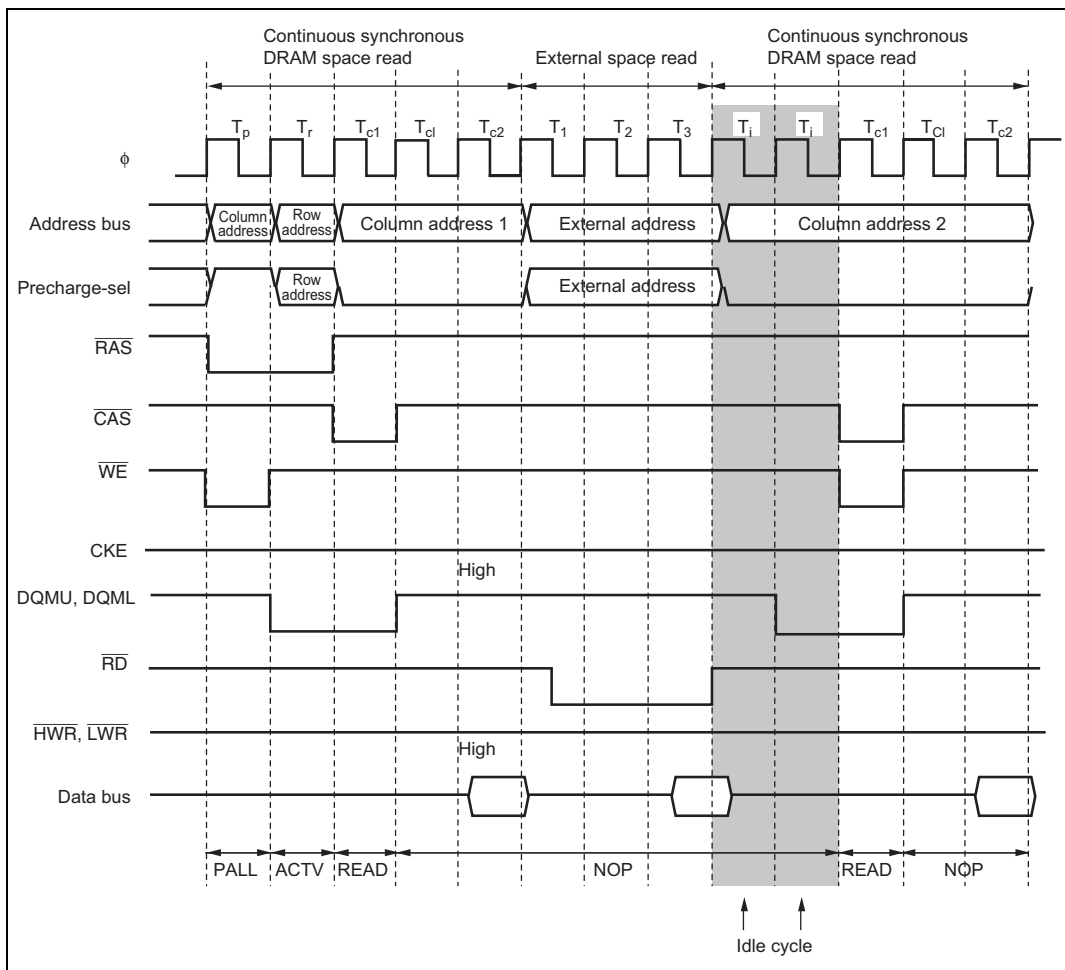 Continuous synchronous
DRAM space read
External space read
Continuous synchronous
DRAM space read
Tp Tr Tc1 Tcl Tc2 T1 T2 T3 Ti Ti Tc1 TCl Tc2
ϕ
Address bus
Column
address
Row
address
Column address 1
External address
Column address 2
Precharge-sel
Row
address
External address
RAS
CAS
WE
CKE
High
DQMU, DQML
RD
HWR, LWR
High
Data bus
PALL ACTV READ NOP READ NOP
Idle cycle